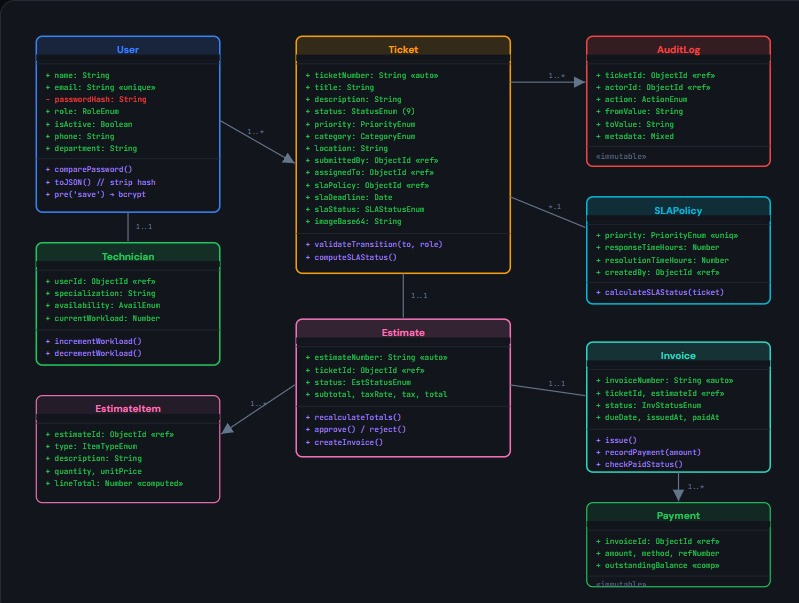 User
+ name: String
+ email: String «unique»
- passwordHash: String
+ role: RoleEnum
+ isActive: Boolean
+ phone: String
+ department: String
+ comparePassword()
+ toJSON() // strip hash
+ pre('save') → bcrypt
1..*
1..1
Technician
+ userId: ObjectId «ref»
+ specialization: String
+ availability: AvailEnum
+ currentWorkload: Number
+ incrementWorkload()
+ decrementWorkload()
EstimateItem
+ estimateId: ObjectId «ref»
+ type: ItemTypeEnum
+ description: String
+ quantity, unitPrice
+ lineTotal: Number «computed»
1..*
Ticket
+ ticketNumber: String «auto»
+ title: String
+ description: String
+ status: StatusEnum (9)
+ priority: PriorityEnum
+ category: CategoryEnum
+ location: String
+ submittedBy: ObjectId «ref»
+ assignedTo: ObjectId «ref»
+ slaPolicy: ObjectId «ref»
+ slaDeadline: Date
+ slaStatus: SLAStatusEnum
+ imageBase64: String
+ validateTransition(to, role)
+ computeSLAStatus()
1..1
Estimate
+ estimateNumber: String «auto»
+ ticketId: ObjectId «ref»
+ status: EstStatusEnum
+ subtotal, taxRate, tax, total
+ recalculateTotals()
+ approve() / reject()
+ createInvoice()
1..*
*..1
1..1
AuditLog
+ ticketId: ObjectId «ref»
+ actorId: ObjectId «ref»
+ action: ActionEnum
+ fromValue: String
+ toValue: String
+ metadata: Mixed
«immutable»
SLAPolicy
+ priority: PriorityEnum «uniq»
+ responseTimeHours: Number
+ resolutionTimeHours: Number
+ createdBy: ObjectId «ref»
+ calculateSLAStatus(ticket)
Invoice
+ invoiceNumber: String «auto»
+ ticketId, estimateId «ref»
+ status: InvStatusEnum
+ dueDate, issuedAt, paidAt
+ issue()
+ recordPayment(amount)
+ checkPaidStatus()
1..*
Payment
+ invoiceId: ObjectId «ref»
+ amount, method, refNumber
+ outstandingBalance «comp»
«immutable»